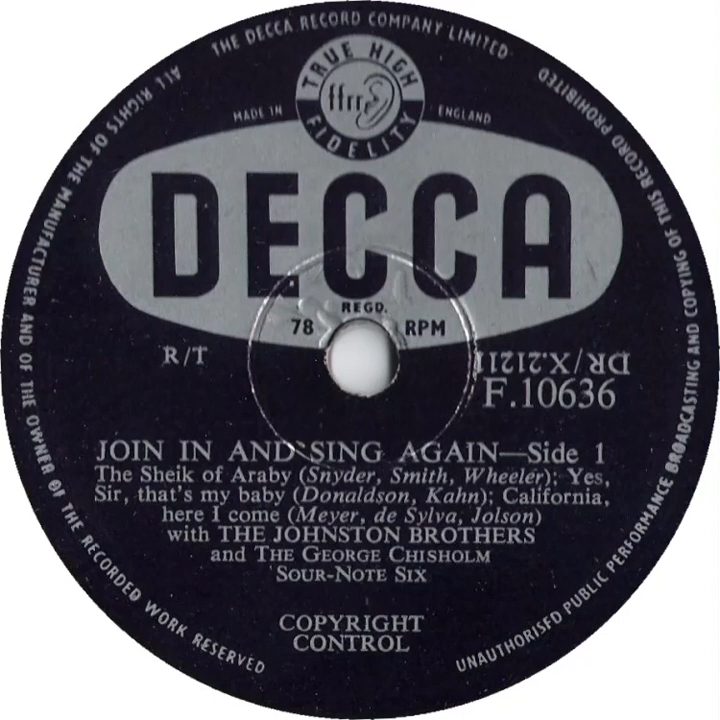 THE DECCA RECORD COMPANY LIMITED
ALL RIGHTS OF THE MANUFACTURER AND OF THE OWNER OF THE RECORDED WORK RESERVED
UNAUTHORISED PUBLIC PERFORMANCE BROADCASTING AND COPYING OF THIS RECORD PROHIBITED
TRUE HIGH
ffrr
FIDELITY
MADE IN ENGLAND
DECCA
REGD.
78 RPM
R/T
DR/X.21211
F.10636
JOIN IN AND SING AGAIN—Side 1
The Sheik of Araby (Snyder, Smith, Wheeler); Yes,
Sir, that's my baby (Donaldson, Kahn); California,
here I come (Meyer, de Sylva, Jolson)
with THE JOHNSTON BROTHERS
and THE GEORGE CHISHOLM
SOUR-NOTE SIX
COPYRIGHT
CONTROL